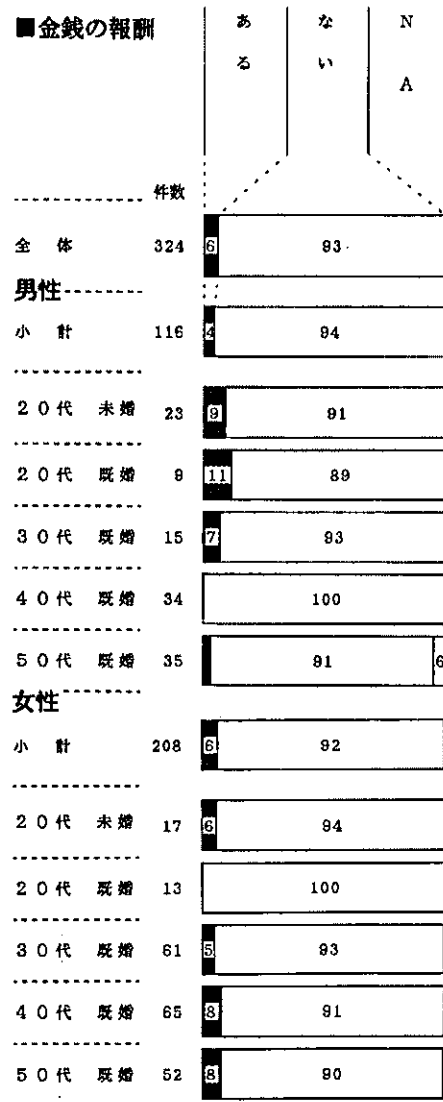 ■金銭の報酬
ある
ない
NA
件数
全体 324 6 93
男性
小計 116 4 94
20代 未婚 23 9 91
20代 既婚 9 11 89
30代 既婚 15 7 93
40代 既婚 34 100
50代 既婚 35 91 6
女性
小計 208 6 92
20代 未婚 17 6 94
20代 既婚 13 100
30代 既婚 61 5 93
40代 既婚 65 8 91
50代 既婚 52 8 90